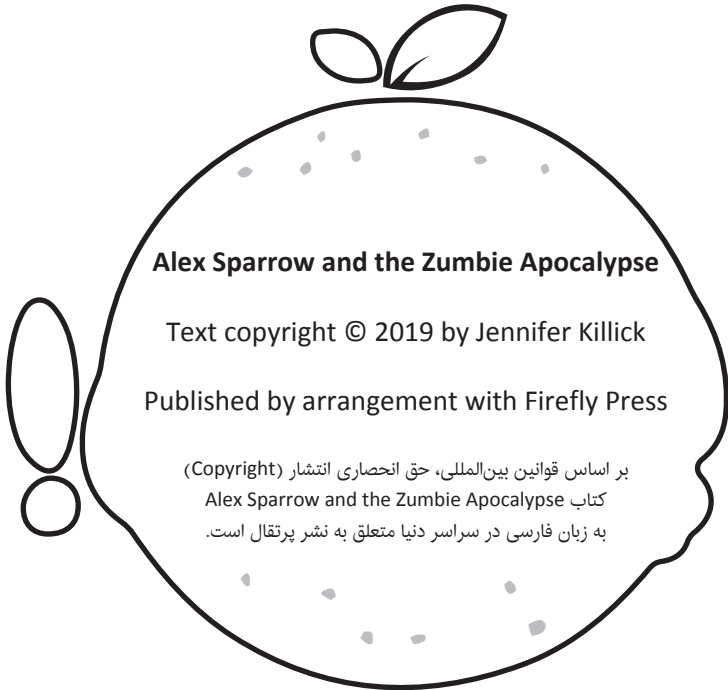 Alex Sparrow and the Zumbie Apocalypse
Text copyright © 2019 by Jennifer Killick
Published by arrangement with Firefly Press
بر اساس قوانین بین‌المللی، حق انحصاری انتشار (Copyright)
کتاب Alex Sparrow and the Zumbie Apocalypse
به زبان فارسی در سراسر دنیا متعلق به نشر پرتقال است.